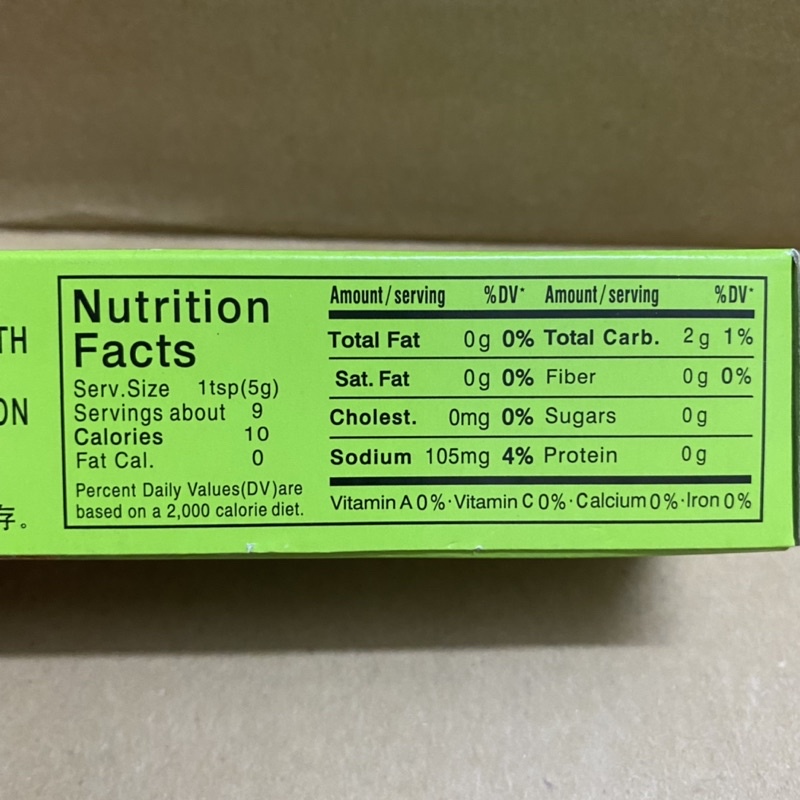 TH
ON
存。
Nutrition
Facts
Serv.Size 1tsp(5g)
Servings about 9
Calories 10
Fat Cal. 0
Percent Daily Values(DV)are
based on a 2,000 calorie diet.
Amount/serving %DV* Amount/serving %DV*
Total Fat 0g 0% Total Carb. 2g 1%
Sat. Fat 0g 0% Fiber 0g 0%
Cholest. 0mg 0% Sugars 0g
Sodium 105mg 4% Protein 0g
Vitamin A 0%·Vitamin C 0%·Calcium 0%·Iron 0%